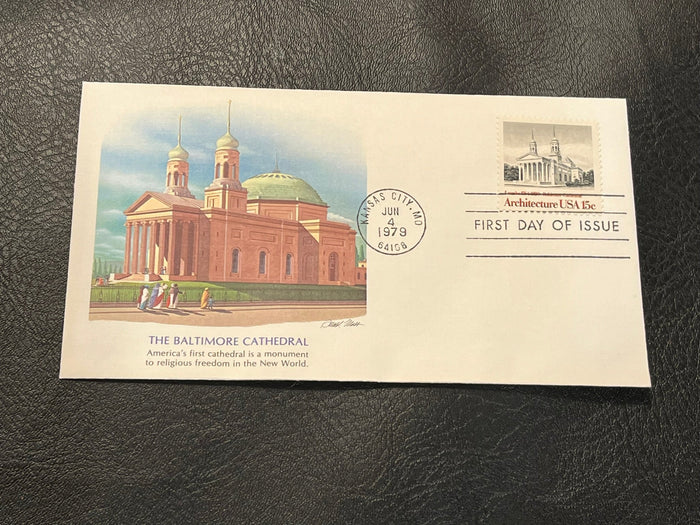 THE BALTIMORE CATHEDRAL
America's first cathedral is a monument
to religious freedom in the New World.
KANSAS CITY, MO
JUN
4
1979
64108
Architecture USA 15c
FIRST DAY OF ISSUE